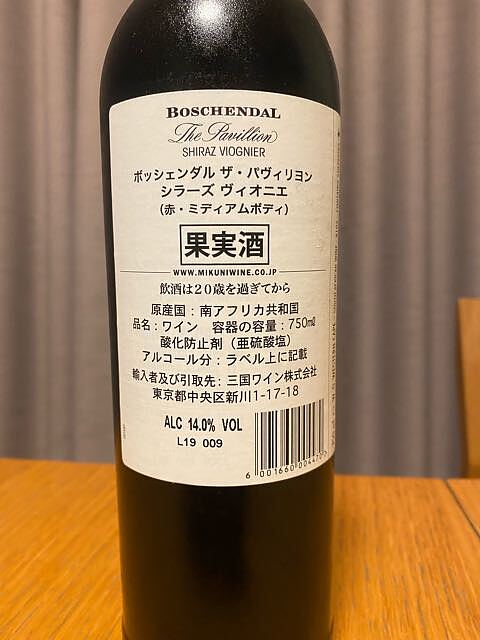 BOSCHENDAL
The Pavillion
SHIRAZ VIOGNIER
ボッシェンダル ザ・パヴィリヨン
シラーズ ヴィオニエ
(赤・ミディアムボディ)
果実酒
WWW.MIKUNIWINE.CO.JP
飲酒は20歳を過ぎてから
原産国：南アフリカ共和国
品名：ワイン 容器の容量：750㎖
酸化防止剤（亜硫酸塩）
アルコール分：ラベル上に記載
輸入者及び引取先：三国ワイン株式会社
東京都中央区新川1-17-18
ALC 14.0% VOL
L19 009
6 001660 004470